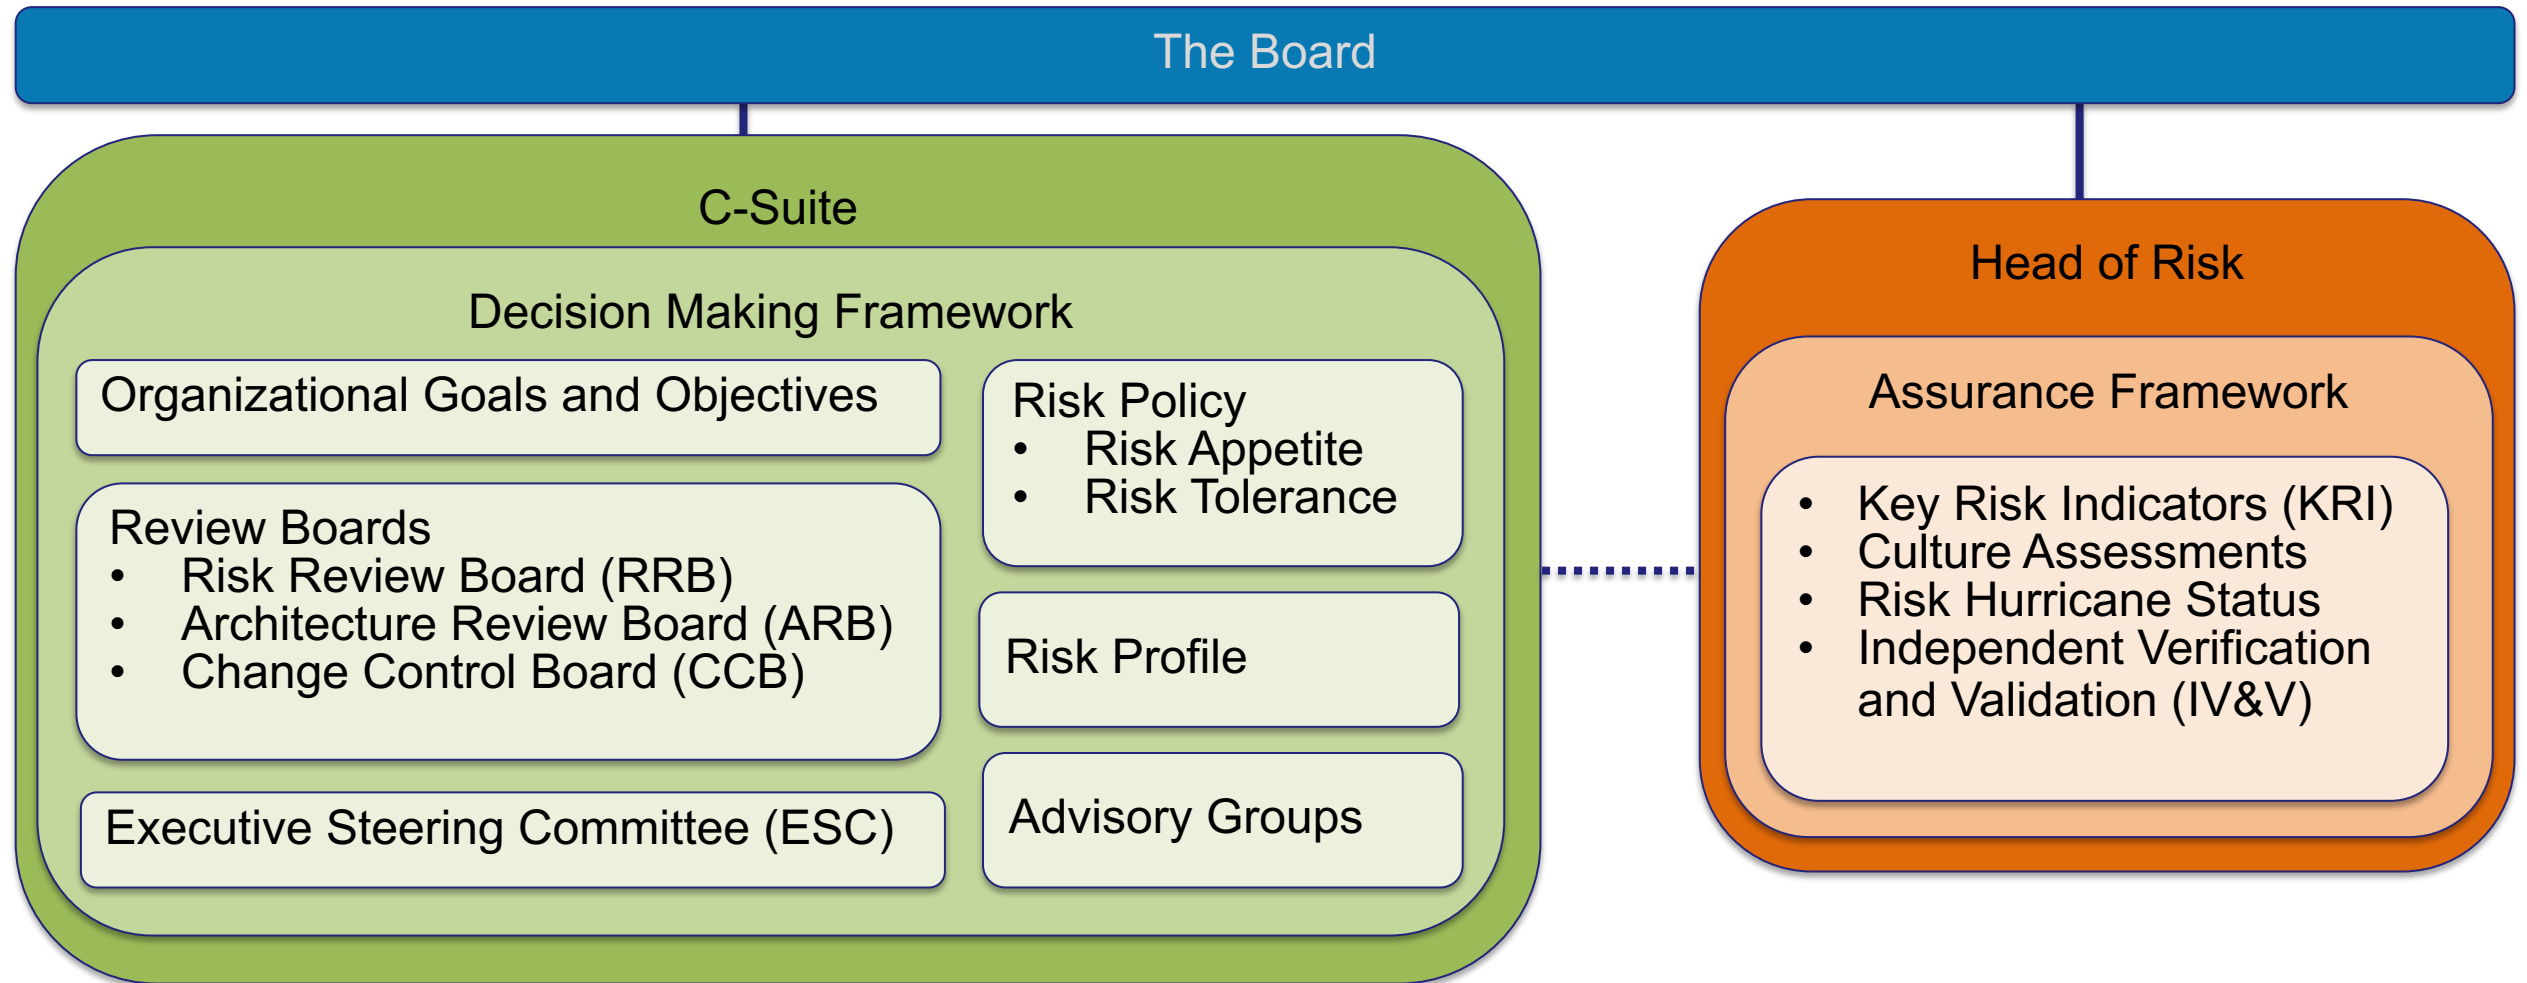 The Board
C-Suite
Decision Making Framework
Organizational Goals and Objectives
Review Boards
• Risk Review Board (RRB)
• Architecture Review Board (ARB)
• Change Control Board (CCB)
Executive Steering Committee (ESC)
Risk Policy
• Risk Appetite
• Risk Tolerance
Risk Profile
Advisory Groups
Head of Risk
Assurance Framework
• Key Risk Indicators (KRI)
• Culture Assessments
• Risk Hurricane Status
• Independent Verification
and Validation (IV&V)